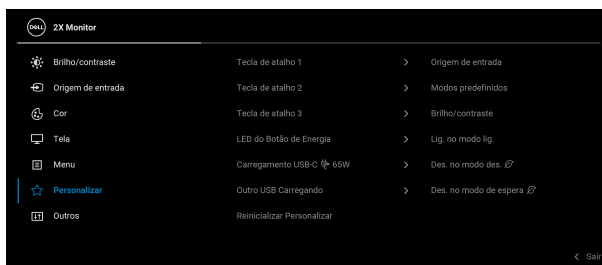 DELL 2X Monitor
Brilho/contraste Tecla de atalho 1 > Origem de entrada
Origem de entrada Tecla de atalho 2 > Modos predefinidos
Cor Tecla de atalho 3 > Brilho/contraste
Tela LED do Botão de Energia > Lig. no modo lig.
Menu Carregamento USB-C 65W > Des. no modo des.
Personalizar Outro USB Carregando > Des. no modo de espera
Outros Reinicializar Personalizar
< Sair